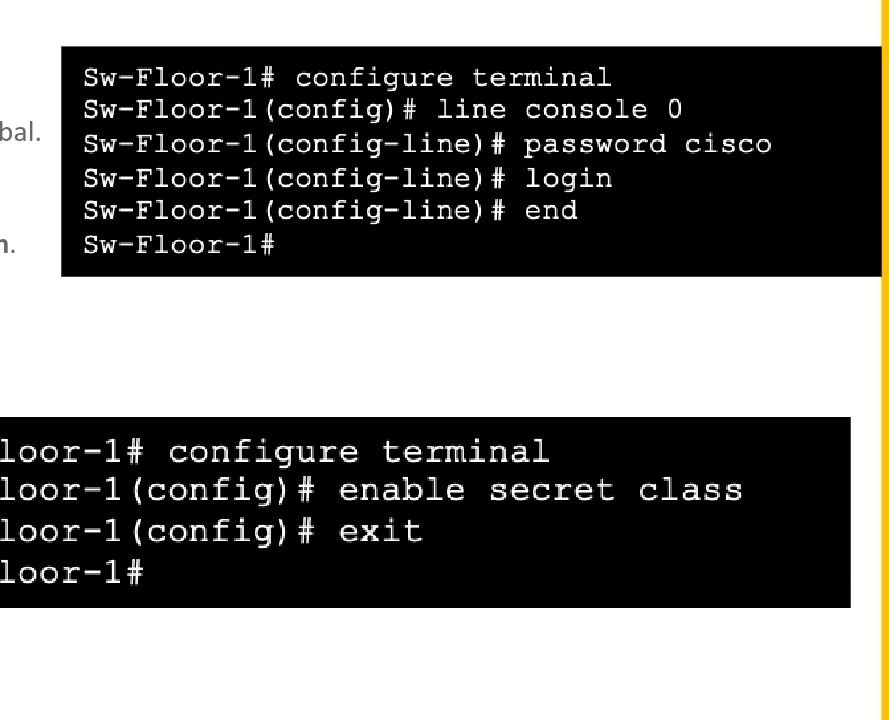 Sw-Floor-1# configure terminal
Sw-Floor-1(config)# line console 0
bal.
Sw-Floor-1(config-line)# password cisco
Sw-Floor-1(config-line)# login
Sw-Floor-1(config-line)# end
n.
Sw-Floor-1#
loor-1# configure terminal
loor-1(config)# enable secret class
loor-1(config)# exit
loor-1#